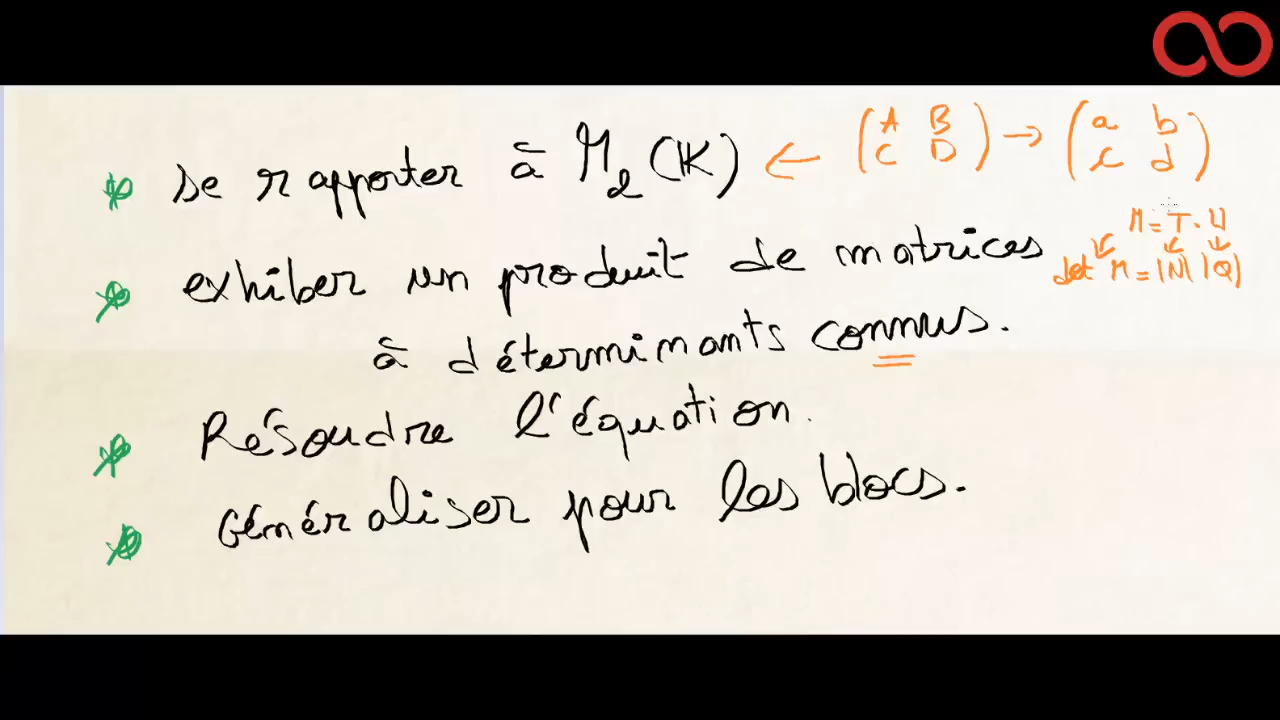 se rapporter à M₂(K) ← (A B C D) → (a b c d)
M = T . U
exhiber un produit de matrices
det M = |N| |Q|
à déterminants connus.
Résoudre l'équation.
Généraliser pour les blocs.